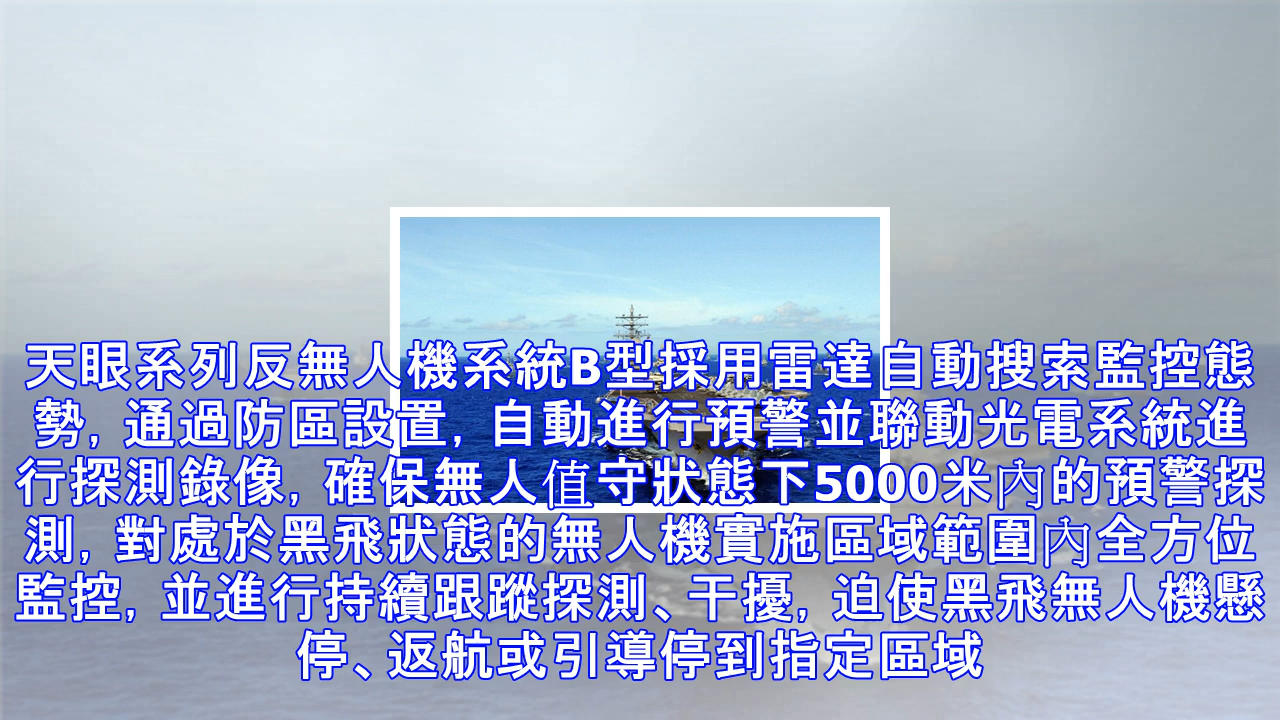 天眼系列反無人機系統B型採用雷達自動搜索監控態
勢, 通過防區設置, 自動進行預警並聯動光電系統進
行探測錄像, 確保無人值守狀態下5000米內的預警探
測, 對處於黑飛狀態的無人機實施區域範圍內全方位
監控, 並進行持續跟蹤探測、干擾, 迫使黑飛無人機懸
停、返航或引導停到指定區域